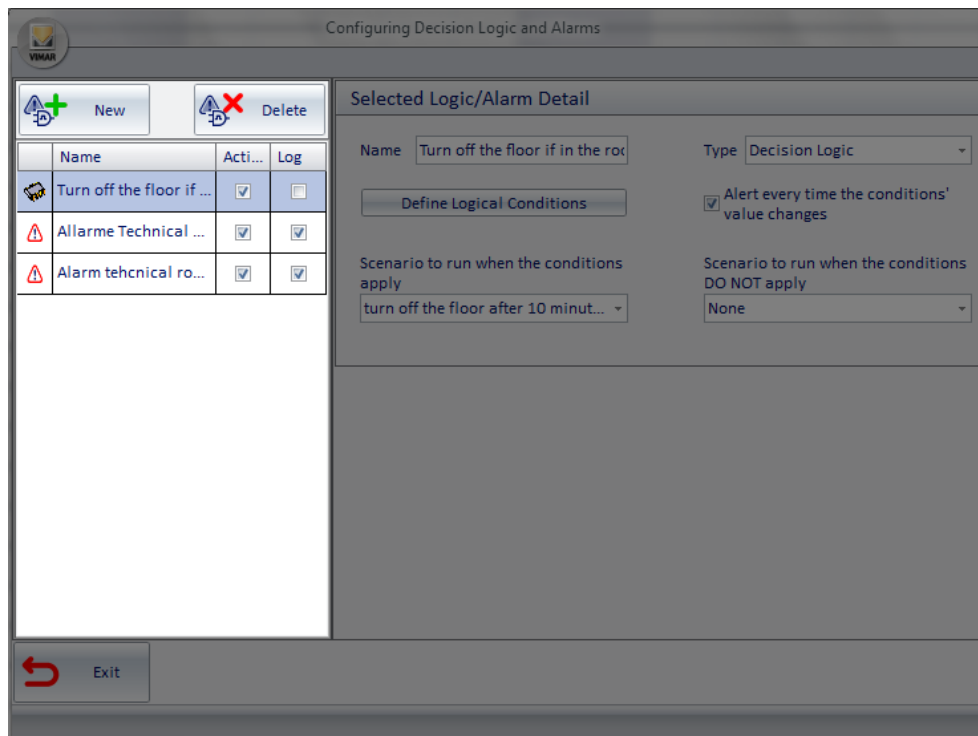 Configuring Decision Logic and Alarms
VIMAR
New
Delete
Name Acti... Log
Turn off the floor if ...
Allarme Technical ...
Alarm tehcnical ro...
Selected Logic/Alarm Detail
Name Turn off the floor if in the roo
Type Decision Logic
Define Logical Conditions
Alert every time the conditions'
value changes
Scenario to run when the conditions
apply
turn off the floor after 10 minut...
Scenario to run when the conditions
DO NOT apply
None
Exit